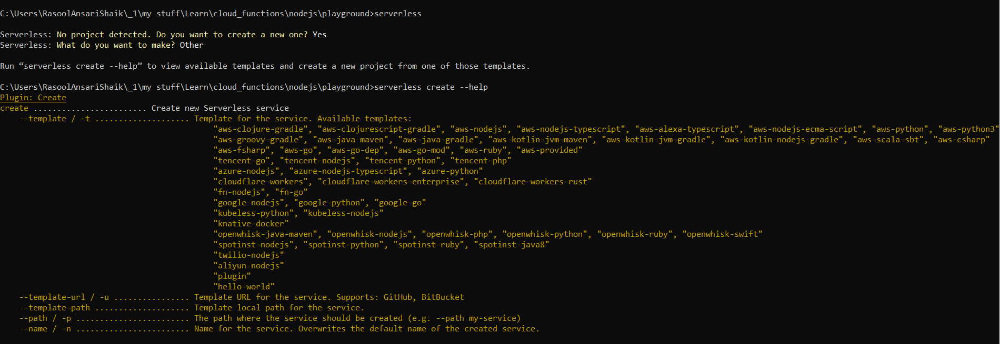 C:\Users\RasoolAnsariShaik\_1\my stuff\Learn\cloud_functions\nodejs\playground>serverless
Serverless: No project detected. Do you want to create a new one? Yes
Serverless: What do you want to make? Other
Run “serverless create --help” to view available templates and create a new project from one of those templates.
C:\Users\RasoolAnsariShaik\_1\my stuff\Learn\cloud_functions\nodejs\playground>serverless create --help
Plugin: Create
create ........................ Create new Serverless service
--template / -t .................... Template for the service. Available templates:
"aws-clojure-gradle", "aws-clojurescript-gradle", "aws-nodejs", "aws-nodejs-typescript", "aws-alexa-typescript", "aws-nodejs-ecma-script", "aws-python", "aws-python3"
"aws-groovy-gradle", "aws-java-maven", "aws-java-gradle", "aws-kotlin-jvm-maven", "aws-kotlin-jvm-gradle", "aws-kotlin-nodejs-gradle", "aws-scala-sbt", "aws-csharp"
"aws-fsharp", "aws-go", "aws-go-dep", "aws-go-mod", "aws-ruby", "aws-provided"
"tencent-go", "tencent-nodejs", "tencent-python", "tencent-php"
"azure-nodejs", "azure-nodejs-typescript", "azure-python"
"cloudflare-workers", "cloudflare-workers-enterprise", "cloudflare-workers-rust"
"fn-nodejs", "fn-go"
"google-nodejs", "google-python", "google-go"
"kubeless-python", "kubeless-nodejs"
"knative-docker"
"openwhisk-java-maven", "openwhisk-nodejs", "openwhisk-php", "openwhisk-python", "openwhisk-ruby", "openwhisk-swift"
"spotinst-nodejs", "spotinst-python", "spotinst-ruby", "spotinst-java8"
"twilio-nodejs"
"aliyun-nodejs"
"plugin"
"hello-world"
--template-url / -u ................ Template URL for the service. Supports: GitHub, BitBucket
--template-path .................... Template local path for the service.
--path / -p ........................ The path where the service should be created (e.g. --path my-service)
--name / -n ........................ Name for the service. Overwrites the default name of the created service.